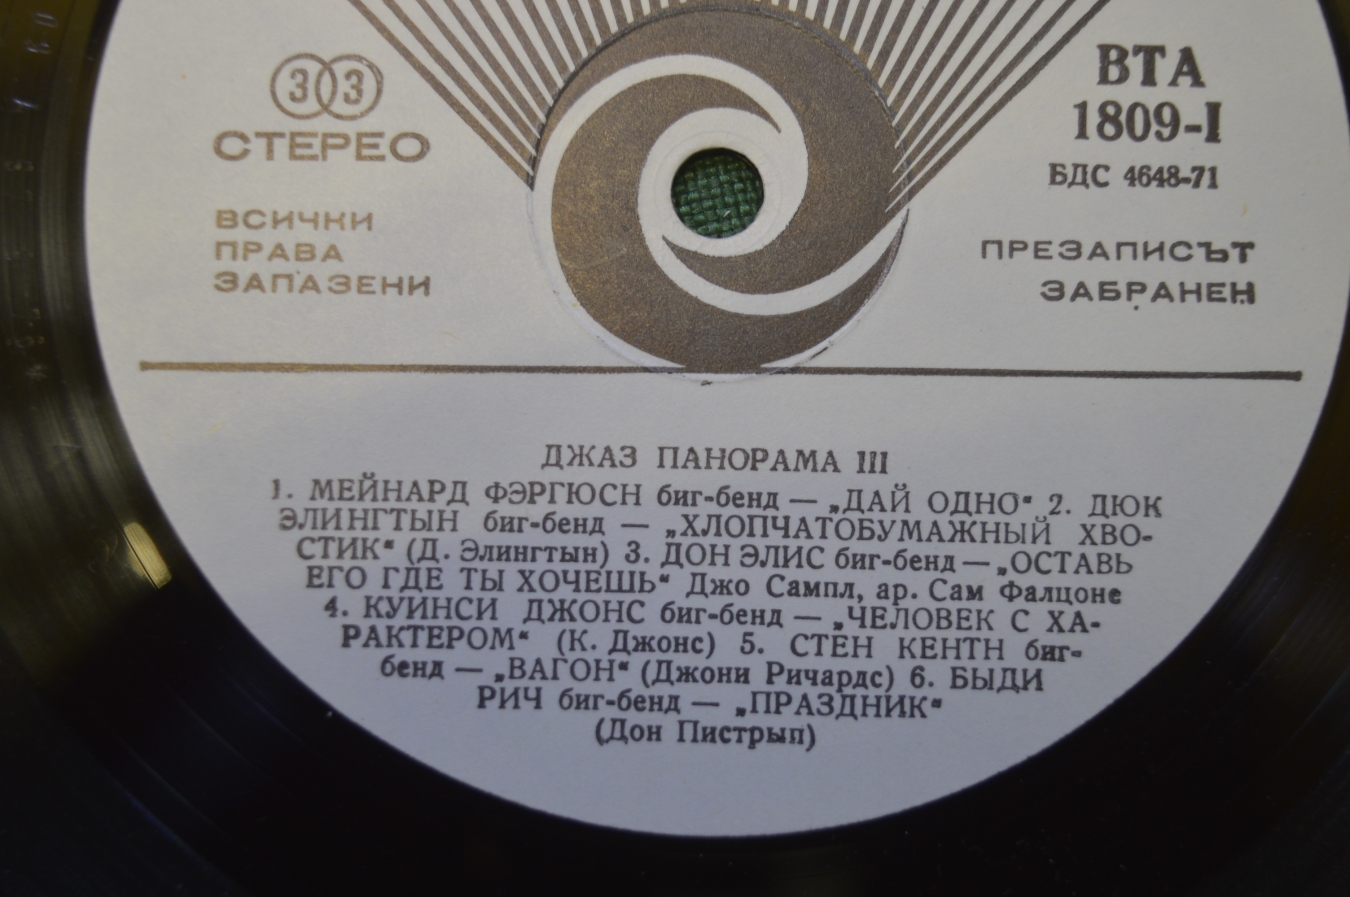 33
СТЕРЕО
ВСИЧКИ
ПРАВА
ЗАПАЗЕНИ
ВТА
1809-I
БДС 4648-71
ПРЕЗАПИСЪТ
ЗАБРАНЕН
ДЖАЗ ПАНОРАМА III
1. МЕЙНАРД ФЭРГЮСН биг-бенд — „ДАЙ ОДНО“ 2. ДЮК
ЭЛИНГТЫН биг-бенд — „ХЛОПЧАТОБУМАЖНЫЙ ХВО-
СТИК“ (Д. Элингтын) 3. ДОН ЭЛИС биг-бенд — „ОСТАВЬ
ЕГО ГДЕ ТЫ ХОЧЕШЬ“ Джо Сампл, ар. Сам Фалцоне
4. КУИНСИ ДЖОНС биг-бенд — „ЧЕЛОВЕК С ХА-
РАКТЕРОМ“ (К. Джонс) 5. СТЕН КЕНТН биг-
бенд — „ВАГОН“ (Джони Ричардс) 6. БЫДИ
РИЧ биг-бенд — „ПРАЗДНИК“
(Дон Пистрып)